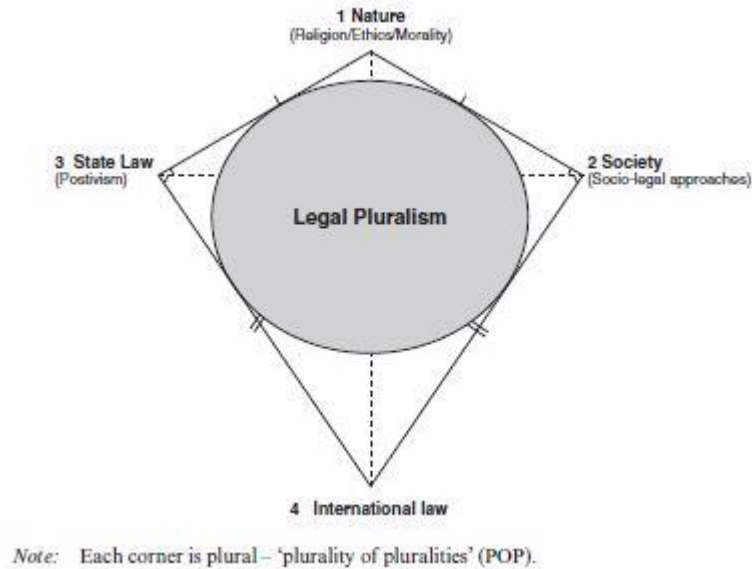 1 Nature
(Religion/Ethics/Morality)
3 State Law
(Postivism)
2 Society
(Socio-legal approaches)
Legal Pluralism
4 International law
Note: Each corner is plural – ‘plurality of pluralities’ (POP).